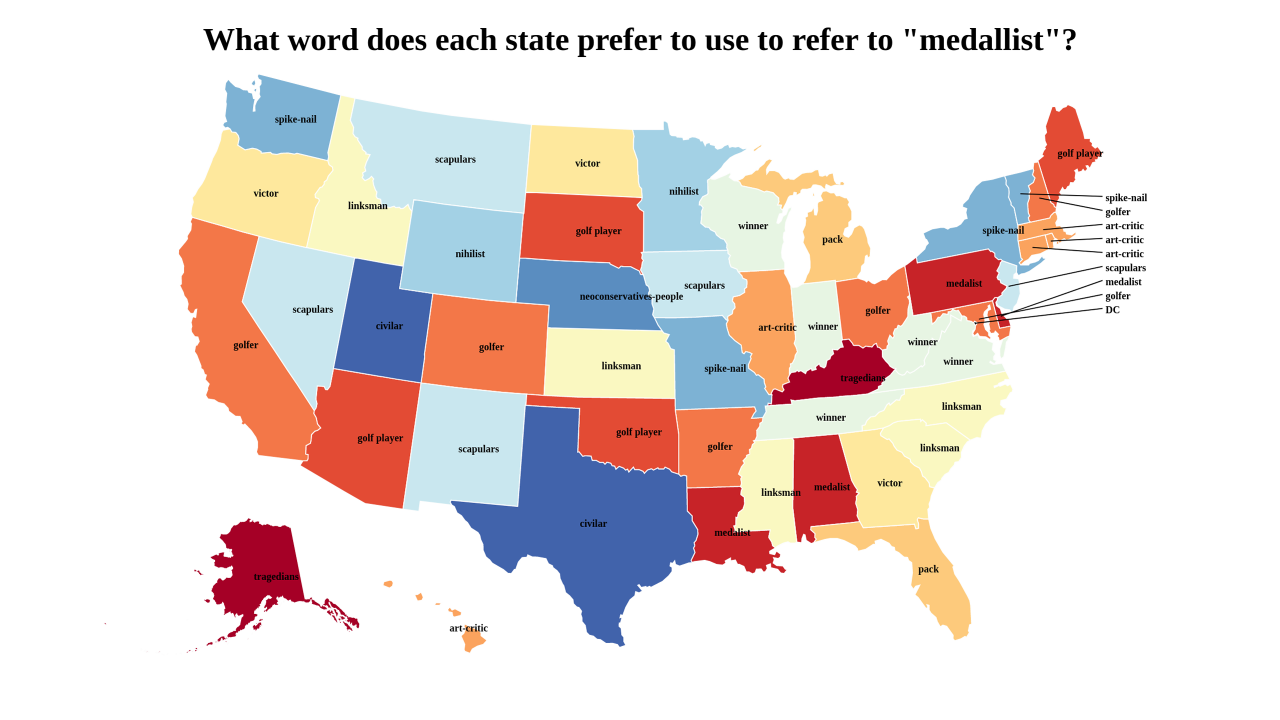 What word does each state prefer to use to refer to "medallist"?
spike-nail
golf player
scapulars
victor
victor
nihilist
linksman
spike-nail
golfer
winner
golf player
spike-nail
art-critic
pack
art-critic
nihilist
art-critic
scapulars
medalist
scapulars
medalist
neoconservatives-people
golfer
scapulars
golfer
DC
civilar
art-critic
winner
golfer
winner
golfer
winner
linksman
spike-nail
tragedians
linksman
winner
golf player
golf player
scapulars
golfer
linksman
victor
linksman
medalist
civilar
medalist
pack
tragedians
art-critic